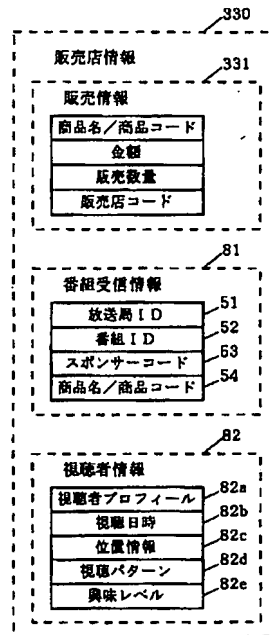 330
販売店情報
331
販売情報
商品名／商品コード
金額
販売数量
販売店コード
81
番組受信情報
放送局ID 51
番組ID 52
スポンサーコード 53
商品名／商品コード 54
82
視聴者情報
視聴者プロフィール 82a
視聴日時 82b
位置情報 82c
視聴パターン 82d
興味レベル 82e